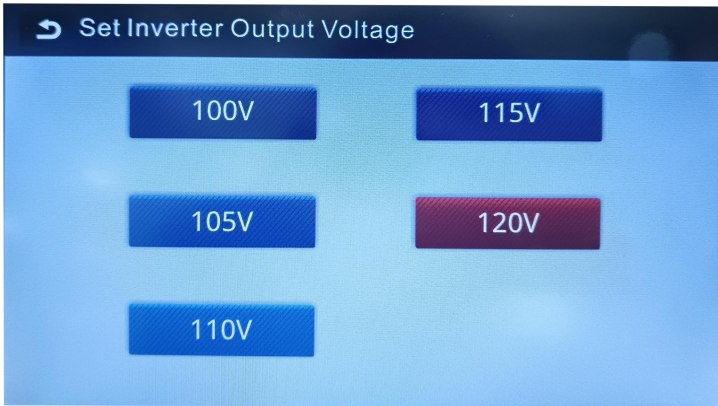 Set Inverter Output Voltage
100V
115V
105V
120V
110V